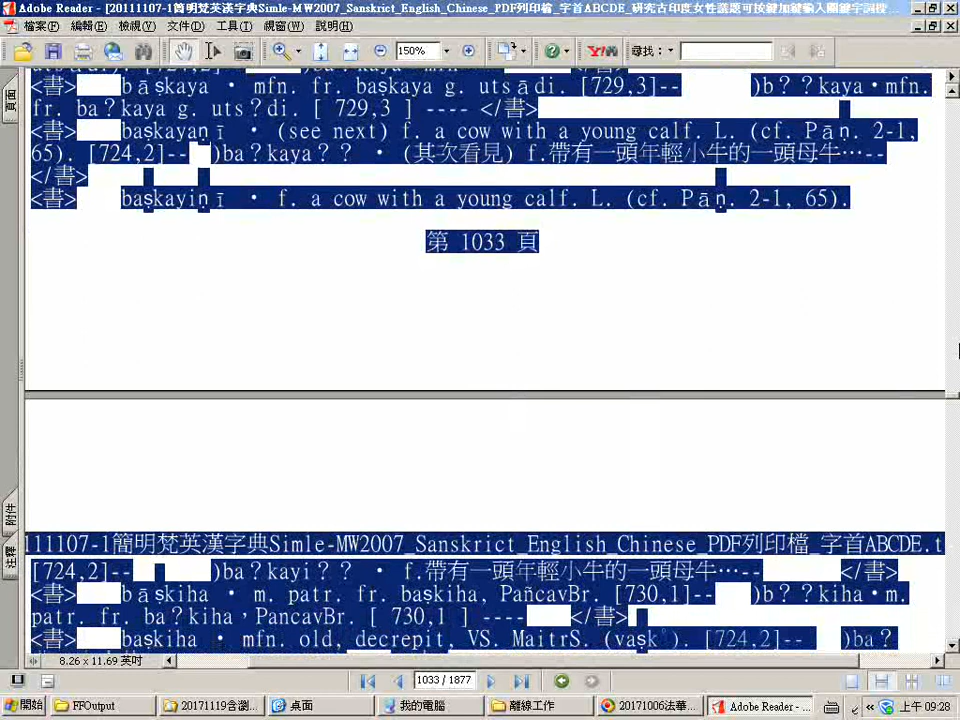 Adobe Reader - [20111107-1簡明梵英漢字典Simle-MW2007_Sanskrict_English_Chinese_PDF列印檔_字首ABCDE_研究古印度女性議題可按鍵加鍵輸入關鍵字詞搜
檔案(F) 編輯(E) 檢視(V) 文件(D) 工具(T) 視窗(W) 說明(H)
150% 尋找：
頁面
<書> bāṣkaya ‧ mfn. fr. baṣkaya g. utsādi. [729,3]-- )b？？kaya‧mfn.
fr. ba？kaya g. uts？di. [ 729,3 ] ---- </書>
<書> baṣkayaṇī ‧ (see next) f. a cow with a young calf. L. (cf. Pāṇ. 2-1,
65). [724,2]-- )ba？kaya？？ ‧ (其次看見) f.帶有一頭年輕小牛的一頭母牛…--
</書>
<書> baṣkayiṇī ‧ f. a cow with a young calf. L. (cf. Pāṇ. 2-1, 65).
第 1033 頁
111107-1簡明梵英漢字典Simle-MW2007_Sanskrict_English_Chinese_PDF列印檔_字首ABCDE.t
[724,2]-- )ba？kayi？？ ‧ f.帶有一頭年輕小牛的一頭母牛…-- </書>
<書> bāṣkiha ‧ m. patr. fr. baṣkiha, PañcavBr. [730,1]-- )b？？kiha‧m.
patr. fr. ba？kiha，PancavBr. [ 730,1 ] ---- </書>
<書> baṣkiha ‧ mfn. old, decrepit, VS. MaitrS. (vaṣk°). [724,2]-- )ba？
附件
注釋
8.26 x 11.69 英吋
1033 / 1877
開始 FFOutput 20171119含瀏... 桌面 我的電腦 離線工作 20171006法華... Adobe Reader -... 上午 09:28